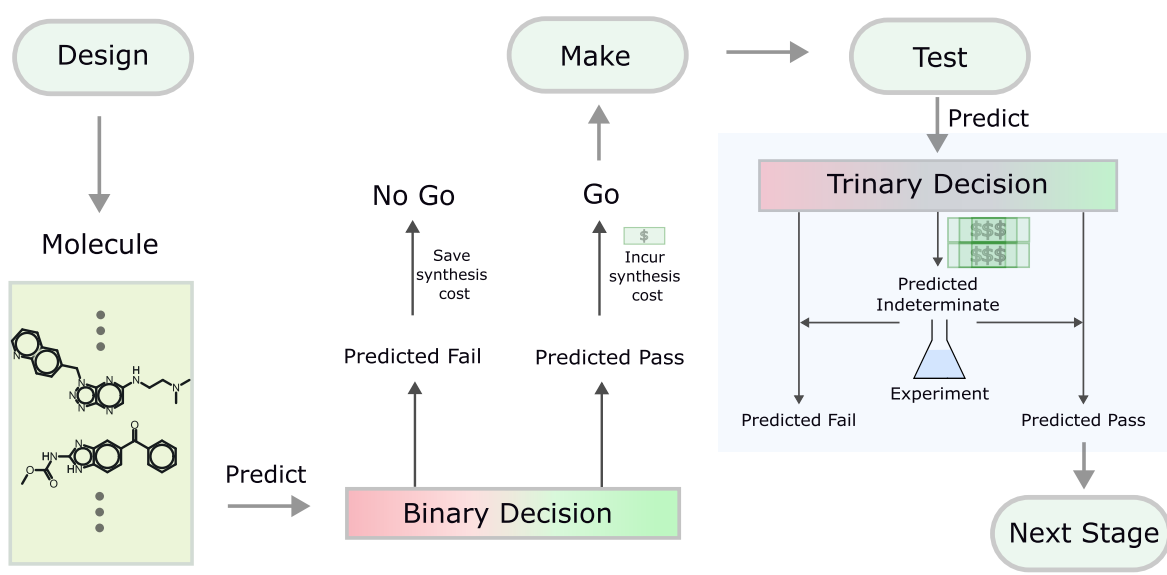 Design
Molecule
N
N
N
N
N
N
H
N
N
O
N
HN
HN
O
O
Predict
Binary Decision
Predicted Fail
Predicted Pass
Save
synthesis
cost
$
Incur
synthesis
cost
No Go
Go
Make
Test
Predict
Trinary Decision
$$$
$$$
Predicted
Indeterminate
Experiment
Predicted Fail
Predicted Pass
Next Stage